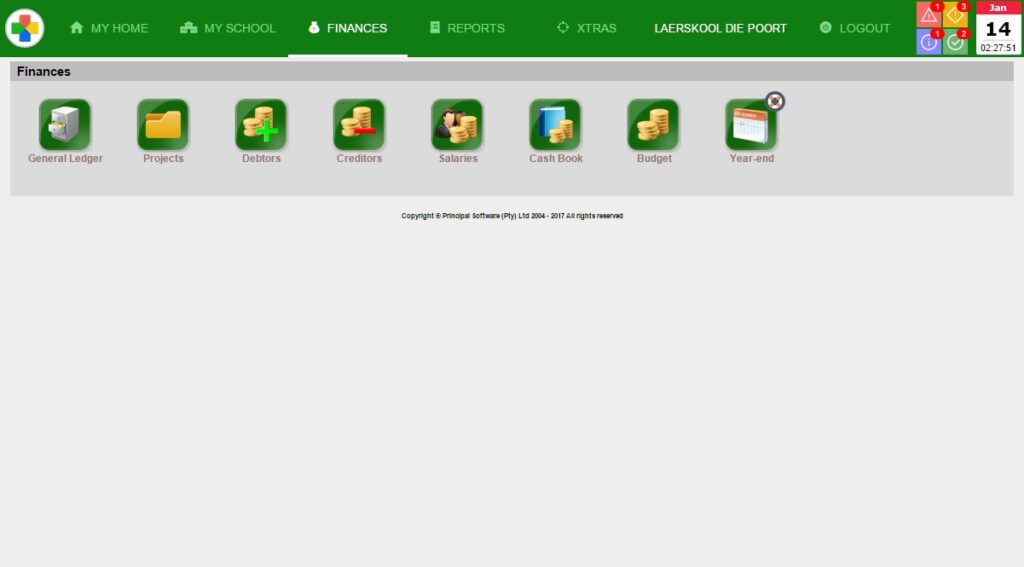 MY HOME
MY SCHOOL
FINANCES
REPORTS
XTRAS
LAERSKOOL DIE POORT
LOGOUT
1
3
1
2
Jan
14
02:27:51
Finances
General Ledger
Projects
Debtors
Creditors
Salaries
Cash Book
Budget
Year-end
Copyright © Principal Software (Pty) Ltd 2004 - 2017 All rights reserved